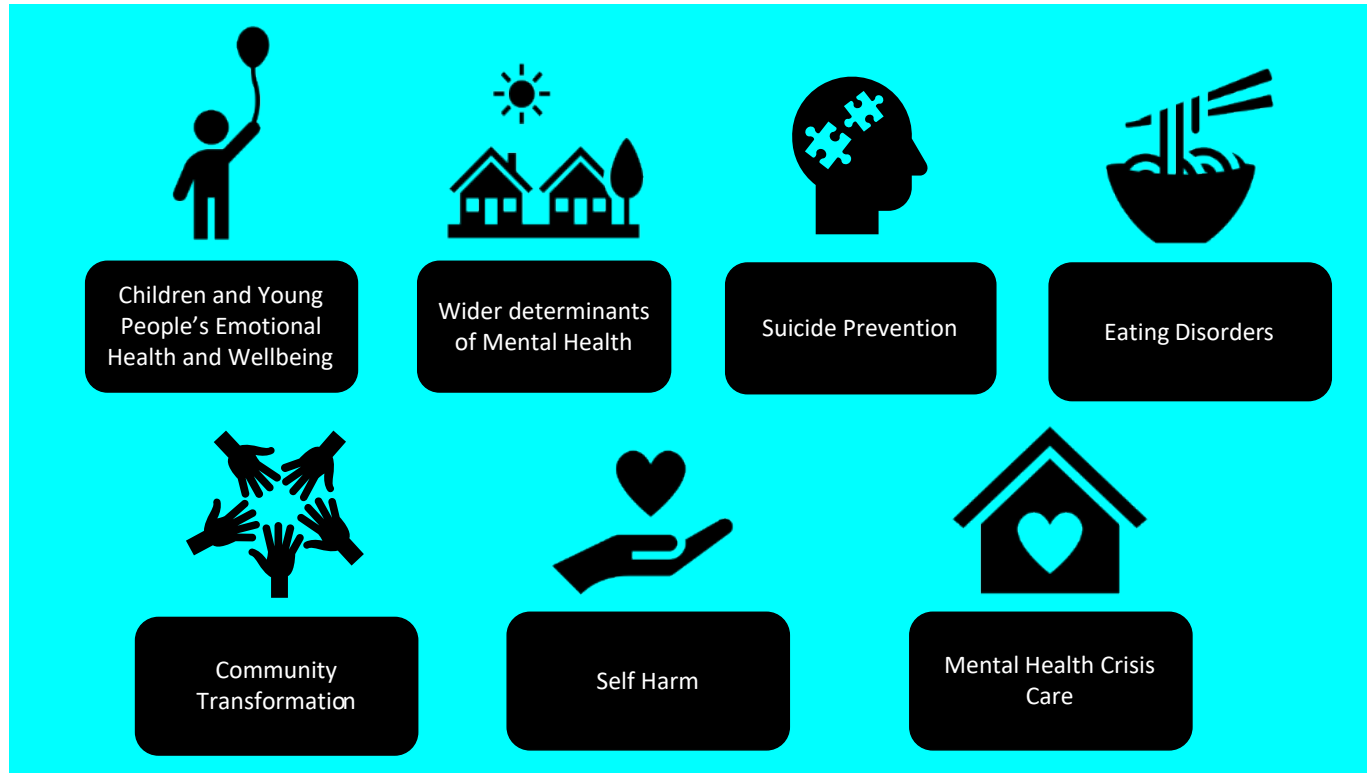 Children and Young
People’s Emotional
Health and Wellbeing
Wider determinants
of Mental Health
Suicide Prevention
Eating Disorders
Community
Transformation
Self Harm
Mental Health Crisis
Care